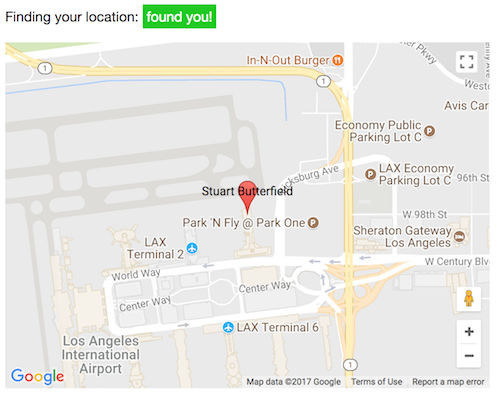 Finding your location: found you!
In-N-Out Burger
1
1
Pkwy
Avis Car
Economy Public
Parking Lot C
LAX Economy
Parking Lot C
96th St
cksburg Ave
Stuart Butterfield
Park 'N Fly @ Park One
W 98th St
Sheraton Gateway
Los Angeles
LAX
Terminal 2
W Century Blv
World Way
Center Way
Center Way
LAX Terminal 6
Los Angeles
International
Airport
1
+
−
Google
Map data ©2017 Google
Terms of Use
Report a map error